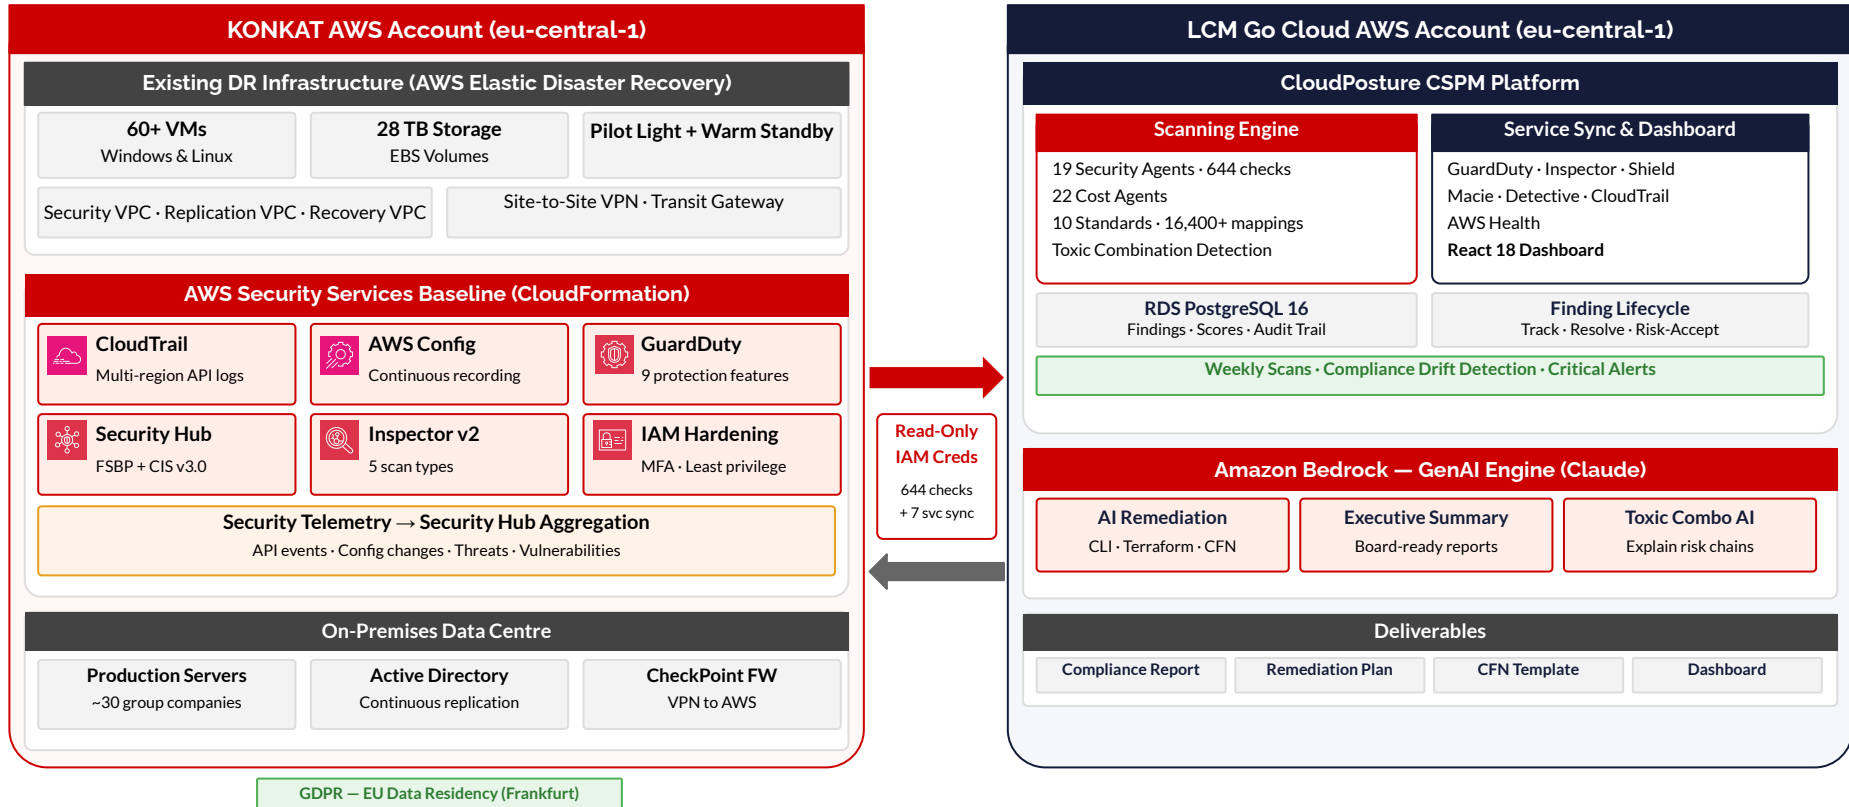 KONKAT AWS Account (eu-central-1)
Existing DR Infrastructure (AWS Elastic Disaster Recovery)
60+ VMs
Windows & Linux
28 TB Storage
EBS Volumes
Pilot Light + Warm Standby
Security VPC · Replication VPC · Recovery VPC
Site-to-Site VPN · Transit Gateway
AWS Security Services Baseline (CloudFormation)
CloudTrail
Multi-region API logs
AWS Config
Continuous recording
GuardDuty
9 protection features
Security Hub
FSBP + CIS v3.0
Inspector v2
5 scan types
IAM Hardening
MFA · Least privilege
Security Telemetry → Security Hub Aggregation
API events · Config changes · Threats · Vulnerabilities
On-Premises Data Centre
Production Servers
~30 group companies
Active Directory
Continuous replication
CheckPoint FW
VPN to AWS
GDPR — EU Data Residency (Frankfurt)
Read-Only
IAM Creds
644 checks
+ 7 svc sync
LCM Go Cloud AWS Account (eu-central-1)
CloudPosture CSPM Platform
Scanning Engine
19 Security Agents · 644 checks
22 Cost Agents
10 Standards · 16,400+ mappings
Toxic Combination Detection
Service Sync & Dashboard
GuardDuty · Inspector · Shield
Macie · Detective · CloudTrail
AWS Health
React 18 Dashboard
RDS PostgreSQL 16
Findings · Scores · Audit Trail
Finding Lifecycle
Track · Resolve · Risk-Accept
Weekly Scans · Compliance Drift Detection · Critical Alerts
Amazon Bedrock — GenAI Engine (Claude)
AI Remediation
CLI · Terraform · CFN
Executive Summary
Board-ready reports
Toxic Combo AI
Explain risk chains
Deliverables
Compliance Report
Remediation Plan
CFN Template
Dashboard